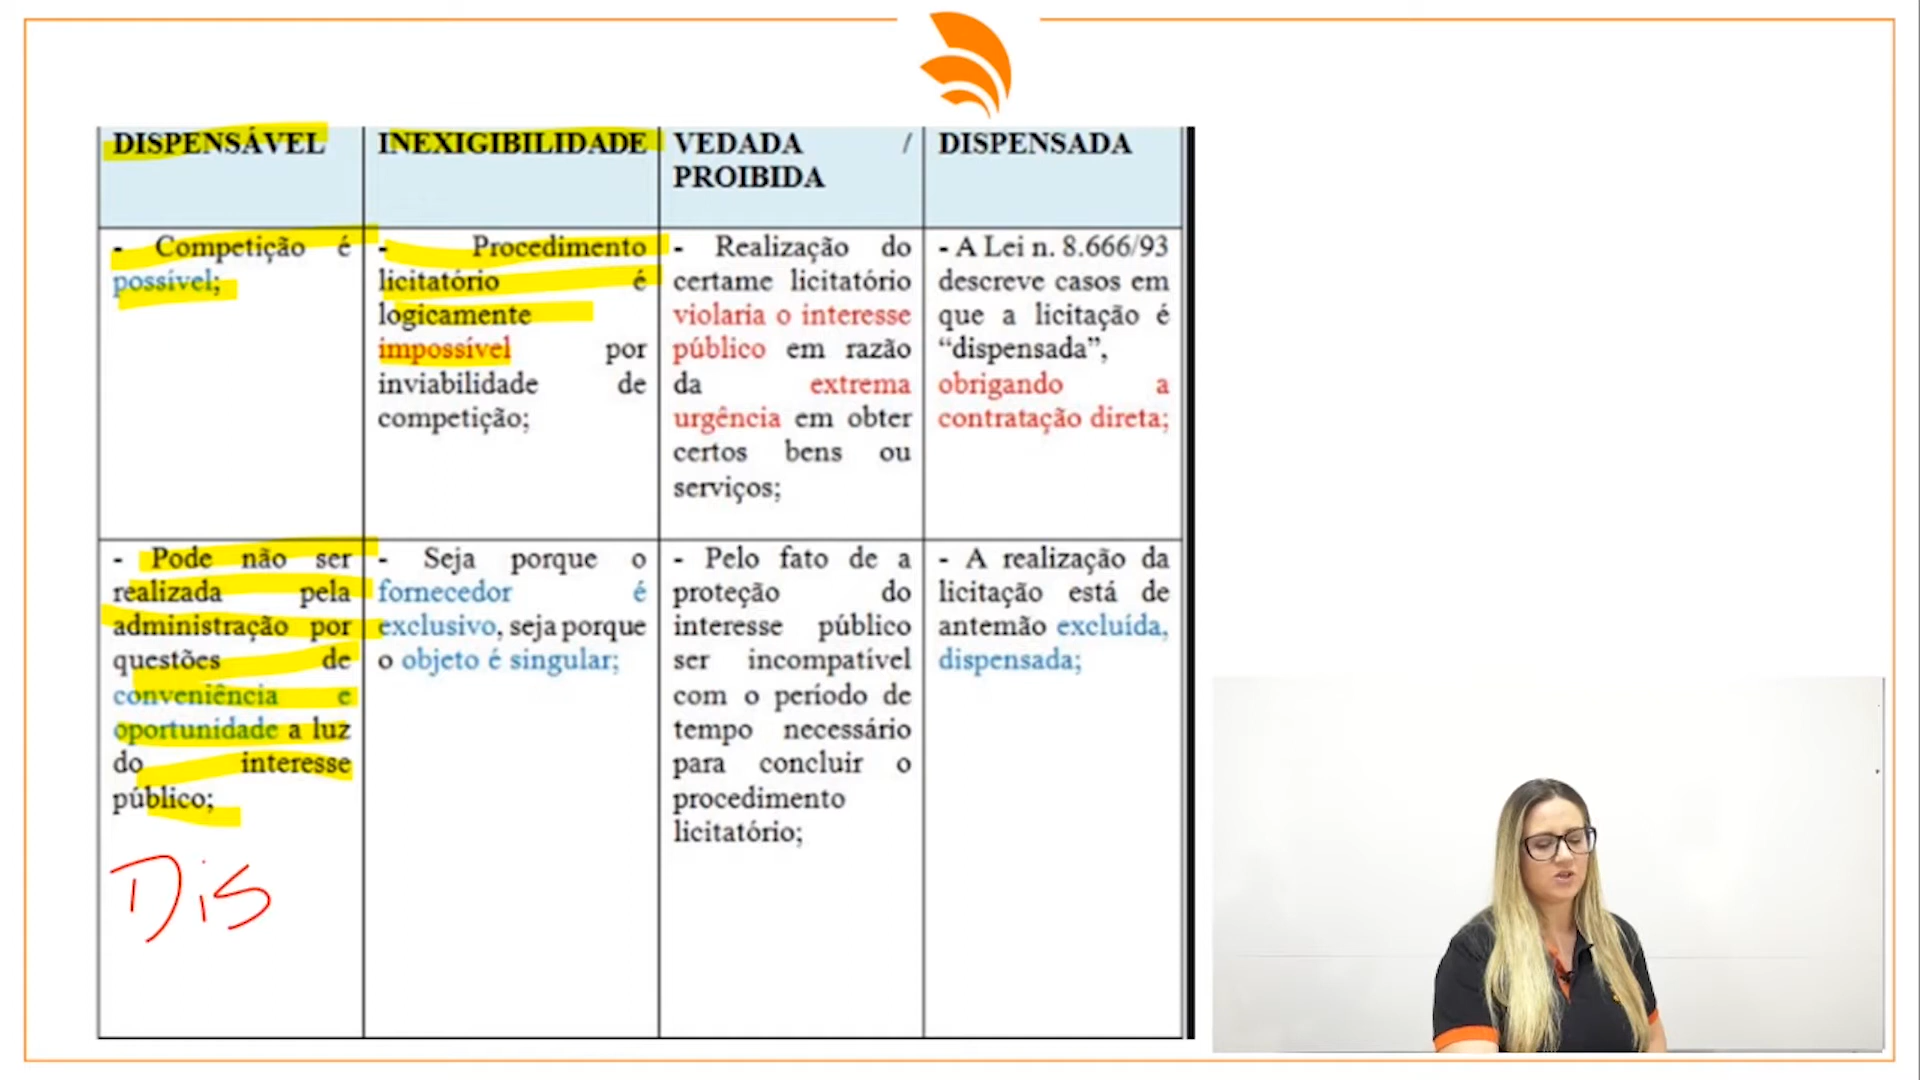 DISPENSÁVEL
INEXIGIBILIDADE
VEDADA /
PROIBIDA
DISPENSADA
- Competição é
possível;
- Procedimento
licitatório é
logicamente
impossível por
inviabilidade de
competição;
- Realização do
certame licitatório
violaria o interesse
público em razão
da extrema
urgência em obter
certos bens ou
serviços;
- A Lei n. 8.666/93
descreve casos em
que a licitação é
“dispensada”,
obrigando a
contratação direta;
- Pode não ser
realizada pela
administração por
questões de
conveniência e
oportunidade a luz
do interesse
público;
- Seja porque o
fornecedor é
exclusivo, seja porque
o objeto é singular;
- Pelo fato de a
proteção do
interesse público
ser incompatível
com o período de
tempo necessário
para concluir o
procedimento
licitatório;
- A realização da
licitação está de
antemão excluída,
dispensada;
Dis